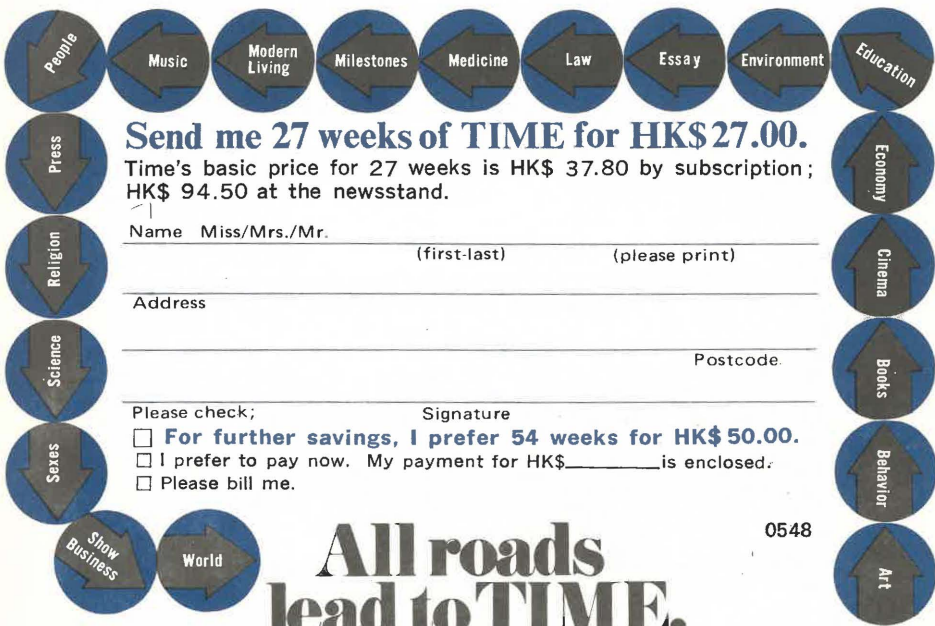 People
Music
Modern
Living
Milestones
Medicine
Law
Essay
Environment
Education
Press
Religion
Science
Sexes
Show
Business
World
Economy
Cinema
Books
Behavior
Art
Send me 27 weeks of TIME for HK$27.00.
Time's basic price for 27 weeks is HK$ 37.80 by subscription;
HK$ 94.50 at the newsstand.
Name Miss/Mrs./Mr.
(first-last) (please print)
Address
Postcode
Please check; Signature
☐ For further savings, I prefer 54 weeks for HK$ 50.00.
☐ I prefer to pay now. My payment for HK$________is enclosed.
☐ Please bill me.
0548
All roads
lead to TIME.